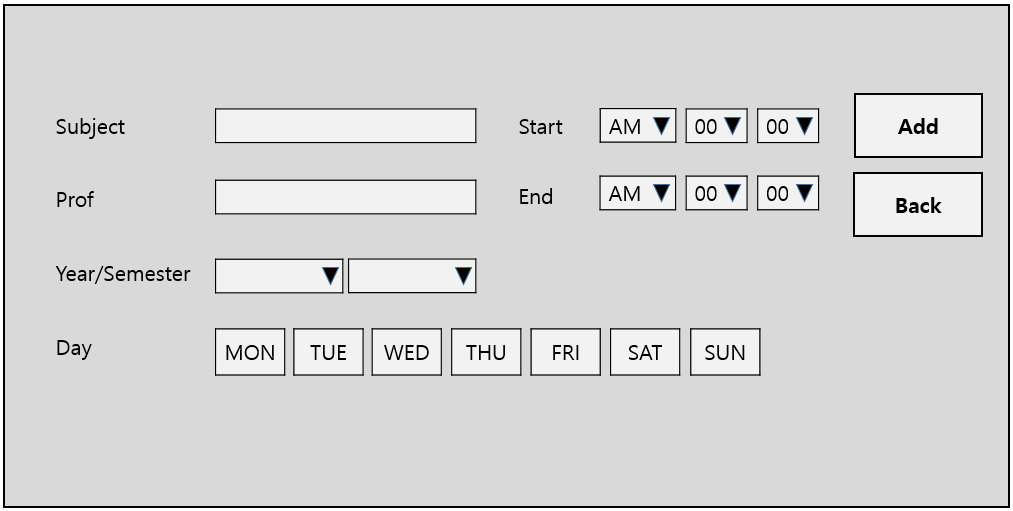 Subject Start AM 00 00 Add
Prof End AM 00 00 Back
Year/Semester
Day MON TUE WED THU FRI SAT SUN